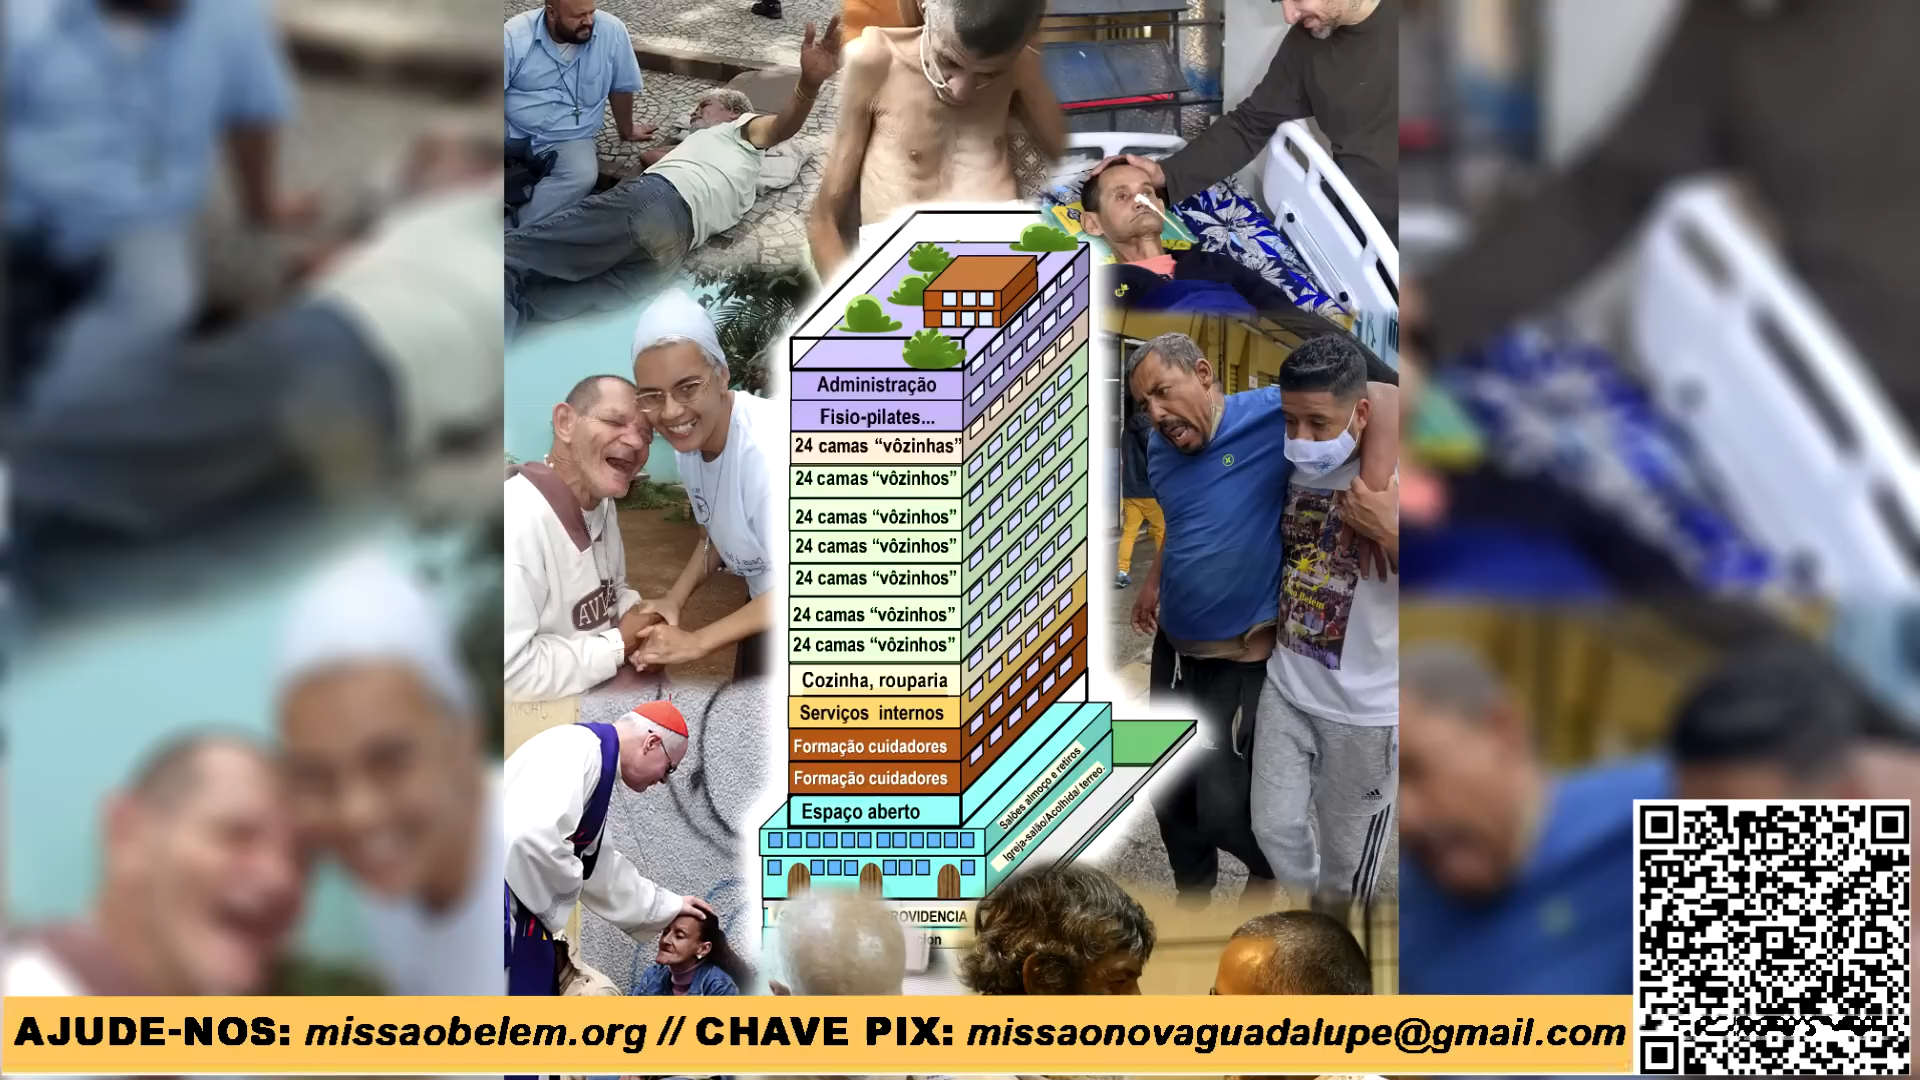 Administração
Fisio-pilates...
24 camas “vôzinhas”
24 camas “vôzinhos”
24 camas “vôzinhos”
24 camas “vôzinhos”
24 camas “vôzinhos”
24 camas “vôzinhos”
24 camas “vôzinhos”
Cozinha, rouparia
Serviços internos
Formação cuidadores
Formação cuidadores
Espaço aberto
Salões almoço e retiros
Igreja-salão/Acolhida/ terreo.
AJUDE-NOS: missaobelem.org // CHAVE PIX: missaonovaguadalupe@gmail.com